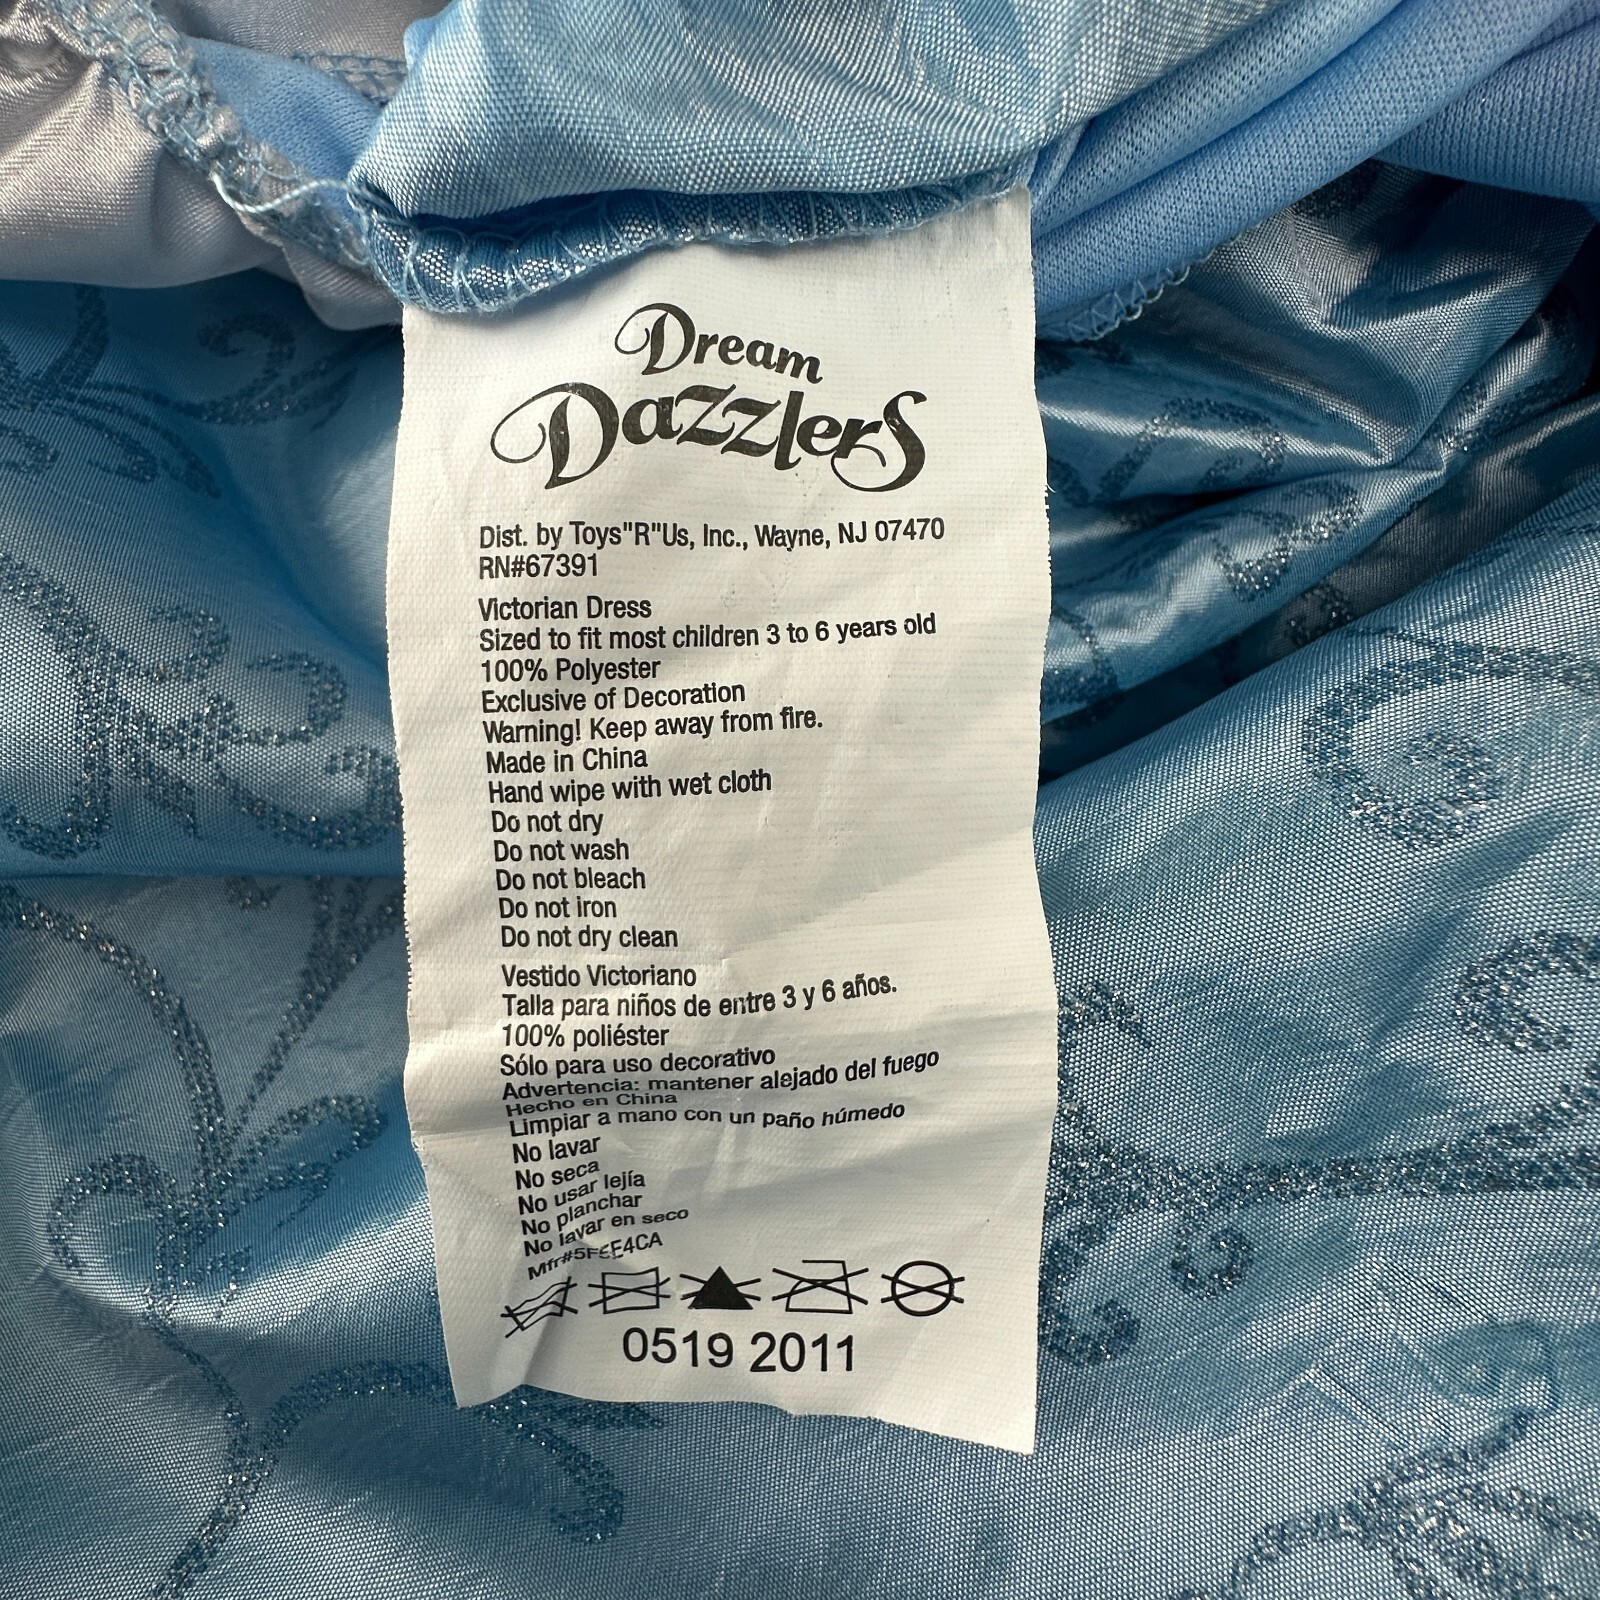 Dream
Dazzlers
Dist. by Toys"R"Us, Inc., Wayne, NJ 07470
RN#67391
Victorian Dress
Sized to fit most children 3 to 6 years old
100% Polyester
Exclusive of Decoration
Warning! Keep away from fire.
Made in China
Hand wipe with wet cloth
Do not dry
Do not wash
Do not bleach
Do not iron
Do not dry clean
Vestido Victoriano
Talla para niños de entre 3 y 6 años.
100% poliéster
Sólo para uso decorativo
Advertencia: mantener alejado del fuego
Hecho en China
Limpiar a mano con un paño húmedo
No lavar
No seca
No usar lejía
No planchar
No lavar en seco
0519 2011